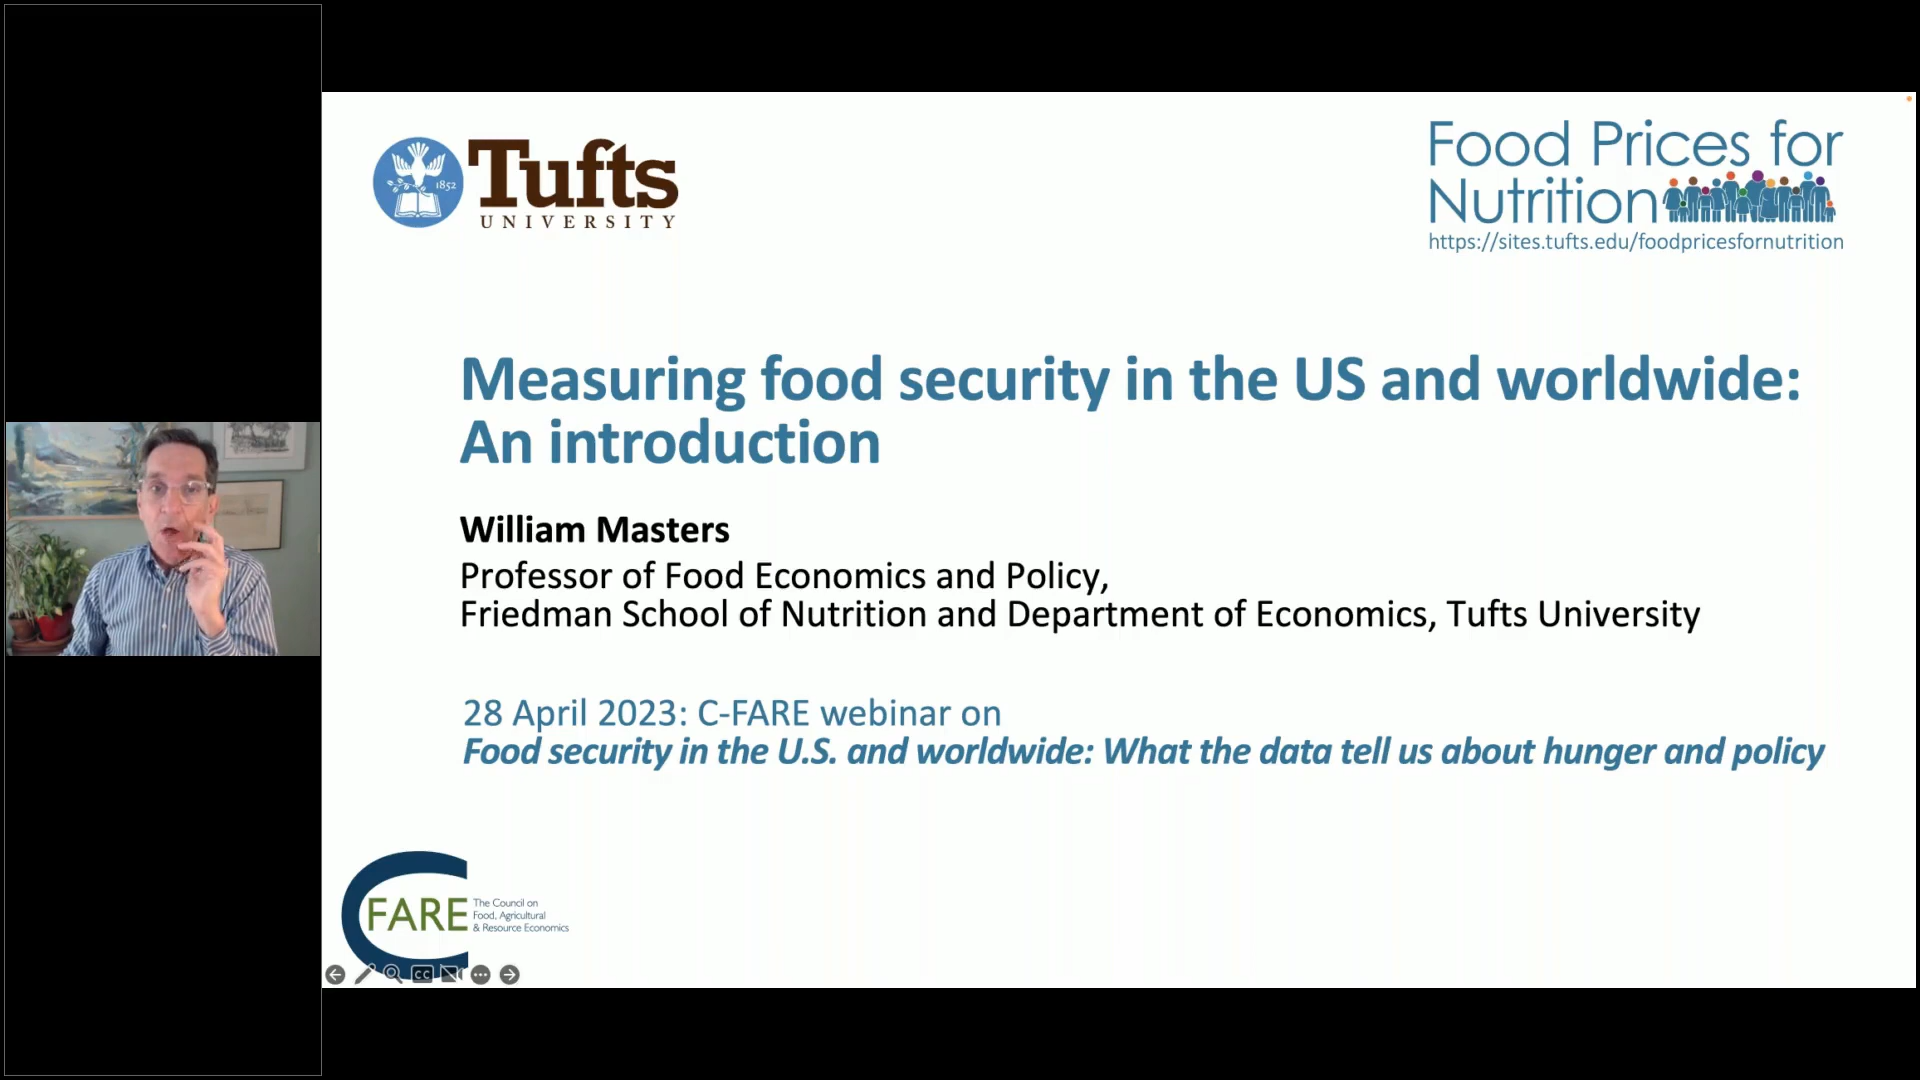 1852
Tufts
UNIVERSITY
Food Prices for
Nutrition
https://sites.tufts.edu/foodpricesfornutrition
Measuring food security in the US and worldwide:
An introduction
William Masters
Professor of Food Economics and Policy,
Friedman School of Nutrition and Department of Economics, Tufts University
28 April 2023: C-FARE webinar on
Food security in the U.S. and worldwide: What the data tell us about hunger and policy
C
FARE
The Council on
Food, Agricultural
& Resource Economics
CC